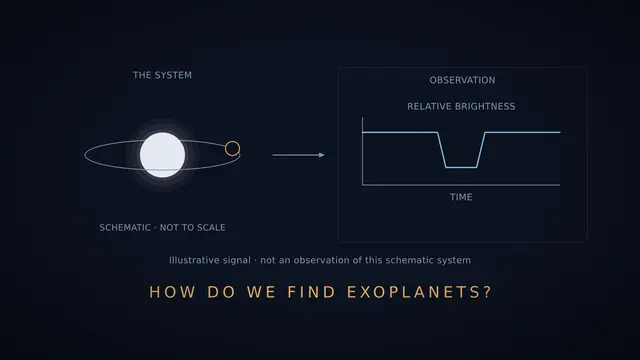 THE SYSTEM
SCHEMATIC · NOT TO SCALE
OBSERVATION
RELATIVE BRIGHTNESS
TIME
Illustrative signal · not an observation of this schematic system
HOW DO WE FIND EXOPLANETS?